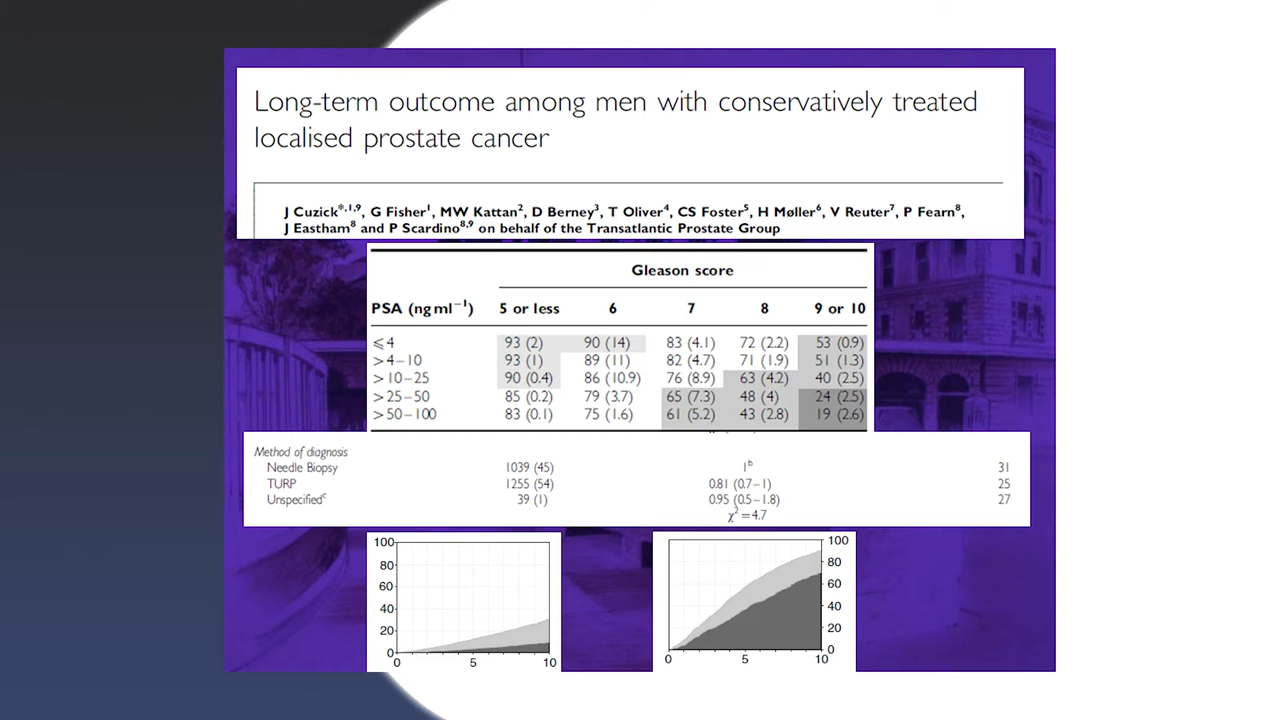 Long-term outcome among men with conservatively treated
localised prostate cancer
J Cuzick*,1,9, G Fisher1, MW Kattan2, D Berney3, T Oliver4, CS Foster5, H Møller6, V Reuter7, P Fearn8,
J Eastham8 and P Scardino8,9 on behalf of the Transatlantic Prostate Group
Gleason score
PSA (ng ml−1) 5 or less 6 7 8 9 or 10
⩽4 93 (2) 90 (14) 83 (4.1) 72 (2.2) 53 (0.9)
>4–10 93 (1) 89 (11) 82 (4.7) 71 (1.9) 51 (1.3)
>10–25 90 (0.4) 86 (10.9) 76 (8.9) 63 (4.2) 40 (2.5)
>25–50 85 (0.2) 79 (3.7) 65 (7.3) 48 (4) 24 (2.5)
>50–100 83 (0.1) 75 (1.6) 61 (5.2) 43 (2.8) 19 (2.6)
Method of diagnosis
Needle Biopsy 1039 (45) 1b 31
TURP 1255 (54) 0.81 (0.7–1) 25
Unspecifiedc 39 (1) 0.95 (0.5–1.8) 27
χ2 = 4.7
100
80
60
40
20
0
0 5 10
100
80
60
40
20
0
0 5 10